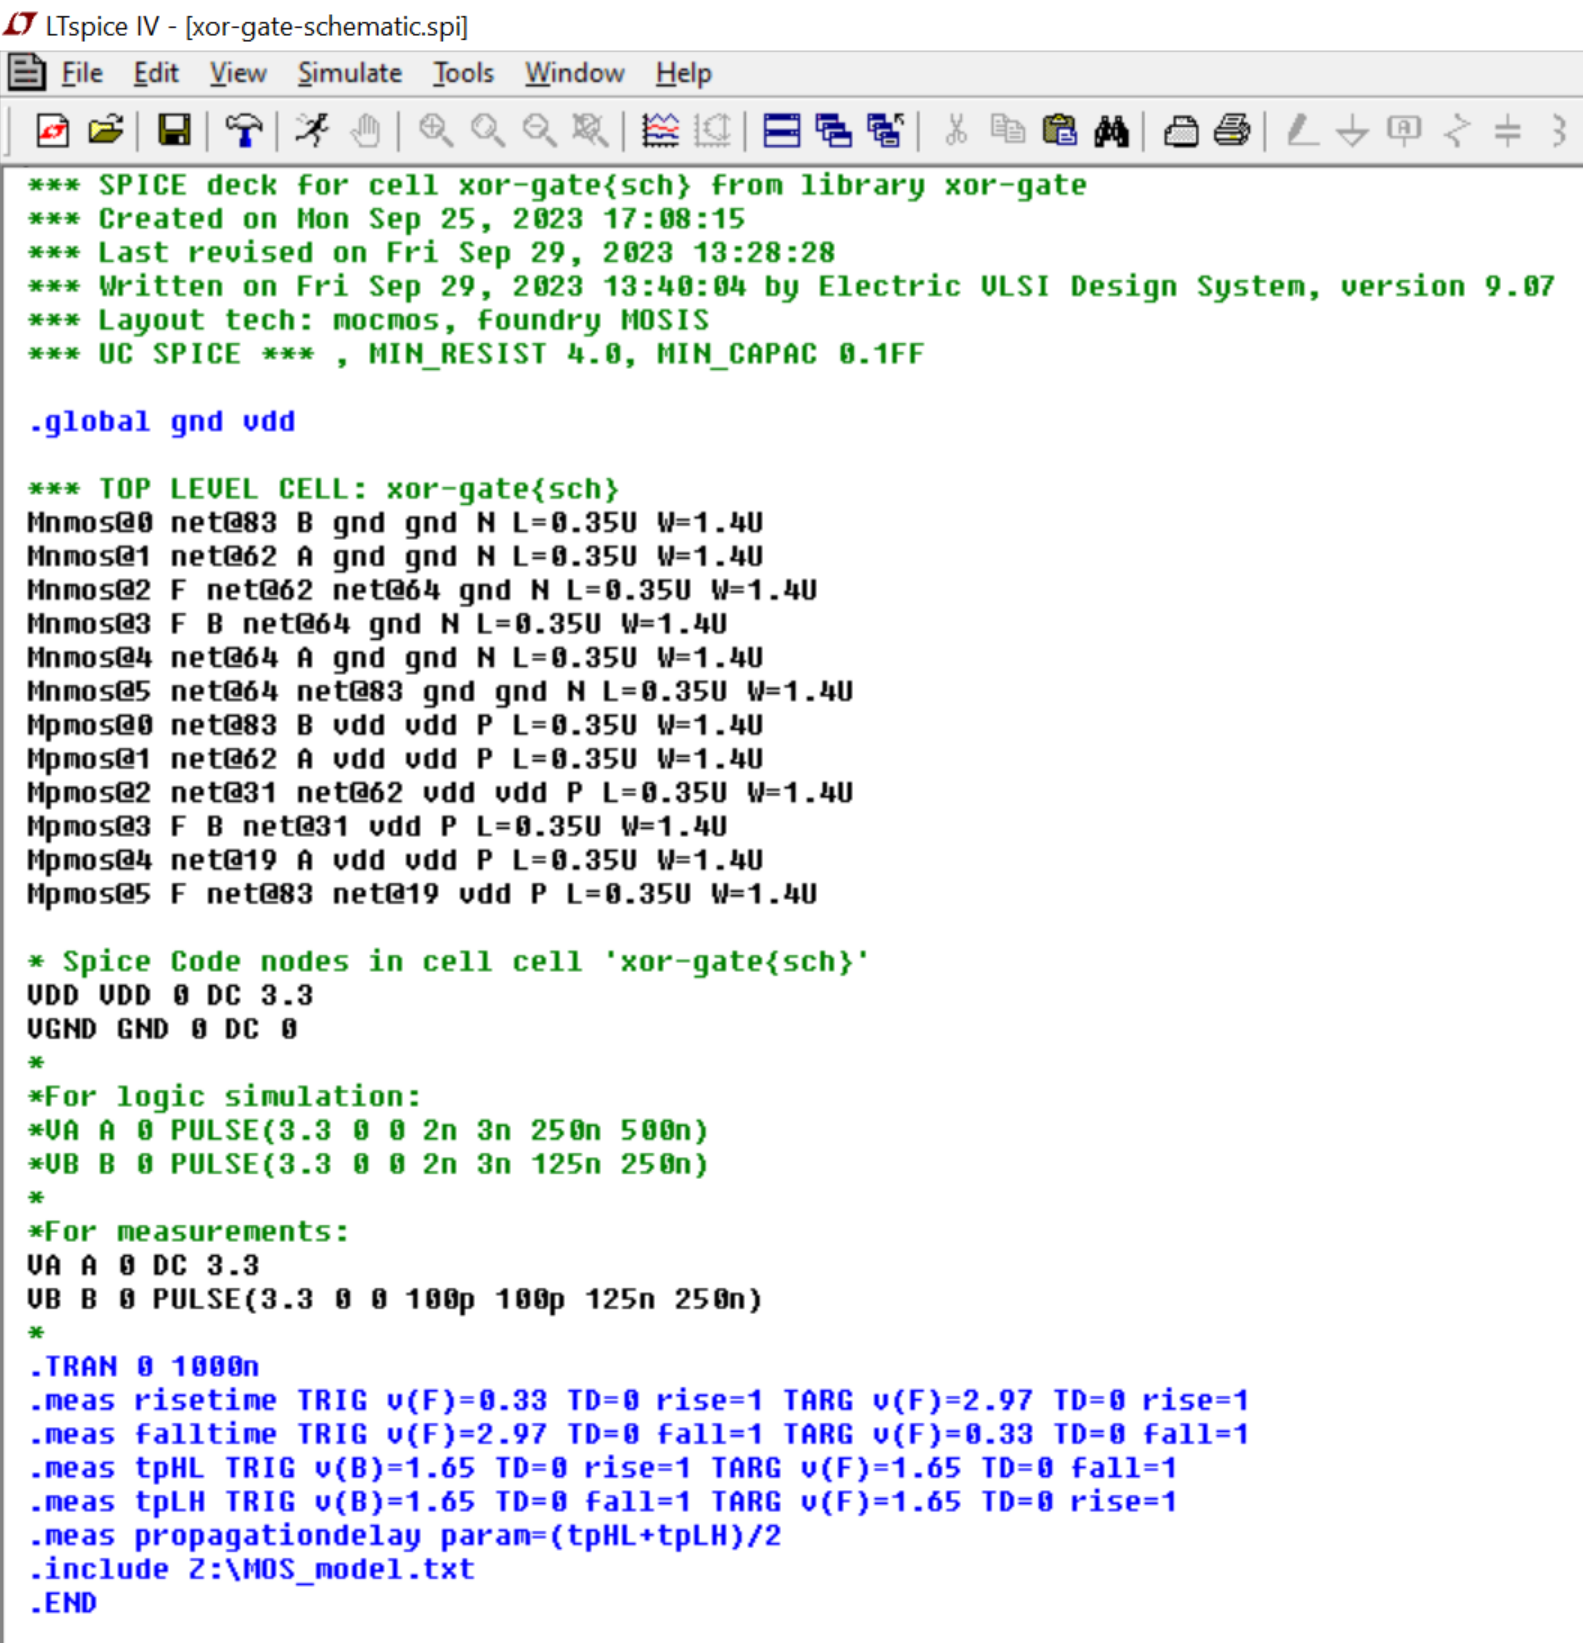 LTspice IV - [xor-gate-schematic.spi]
File Edit View Simulate Tools Window Help
*** SPICE deck for cell xor-gate{sch} from library xor-gate
*** Created on Mon Sep 25, 2023 17:08:15
*** Last revised on Fri Sep 29, 2023 13:28:28
*** Written on Fri Sep 29, 2023 13:40:04 by Electric VLSI Design System, version 9.07
*** Layout tech: mocmos, foundry MOSIS
*** UC SPICE *** , MIN_RESIST 4.0, MIN_CAPAC 0.1FF
.global gnd vdd
*** TOP LEVEL CELL: xor-gate{sch}
Mnmos@0 net@83 B gnd gnd N L=0.35U W=1.4U
Mnmos@1 net@62 A gnd gnd N L=0.35U W=1.4U
Mnmos@2 F net@62 net@64 gnd N L=0.35U W=1.4U
Mnmos@3 F B net@64 gnd N L=0.35U W=1.4U
Mnmos@4 net@64 A gnd gnd N L=0.35U W=1.4U
Mnmos@5 net@64 net@83 gnd gnd N L=0.35U W=1.4U
Mpmos@0 net@83 B vdd vdd P L=0.35U W=1.4U
Mpmos@1 net@62 A vdd vdd P L=0.35U W=1.4U
Mpmos@2 net@31 net@62 vdd vdd P L=0.35U W=1.4U
Mpmos@3 F B net@31 vdd P L=0.35U W=1.4U
Mpmos@4 net@19 A vdd vdd P L=0.35U W=1.4U
Mpmos@5 F net@83 net@19 vdd P L=0.35U W=1.4U
* Spice Code nodes in cell cell 'xor-gate{sch}'
VDD VDD 0 DC 3.3
VGND GND 0 DC 0
*
*For logic simulation:
*VA A 0 PULSE(3.3 0 0 2n 3n 250n 500n)
*VB B 0 PULSE(3.3 0 0 2n 3n 125n 250n)
*
*For measurements:
VA A 0 DC 3.3
VB B 0 PULSE(3.3 0 0 100p 100p 125n 250n)
*
.TRAN 0 1000n
.meas risetime TRIG v(F)=0.33 TD=0 rise=1 TARG v(F)=2.97 TD=0 rise=1
.meas falltime TRIG v(F)=2.97 TD=0 fall=1 TARG v(F)=0.33 TD=0 fall=1
.meas tpHL TRIG v(B)=1.65 TD=0 rise=1 TARG v(F)=1.65 TD=0 fall=1
.meas tpLH TRIG v(B)=1.65 TD=0 fall=1 TARG v(F)=1.65 TD=0 rise=1
.meas propagationdelay param=(tpHL+tpLH)/2
.include Z:\MOS_model.txt
.END